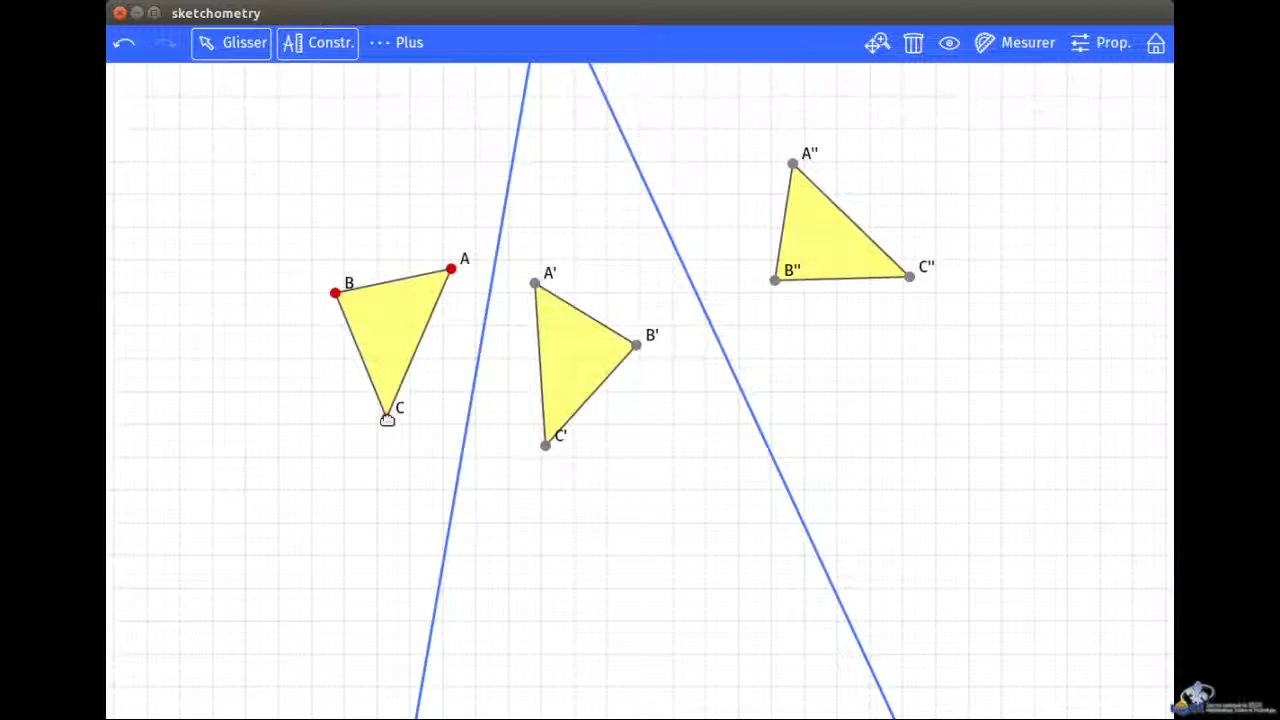 sketchometry
Glisser Constr. ··· Plus Mesurer Prop.
A"
A
B
A'
B"
C"
B'
C
C'